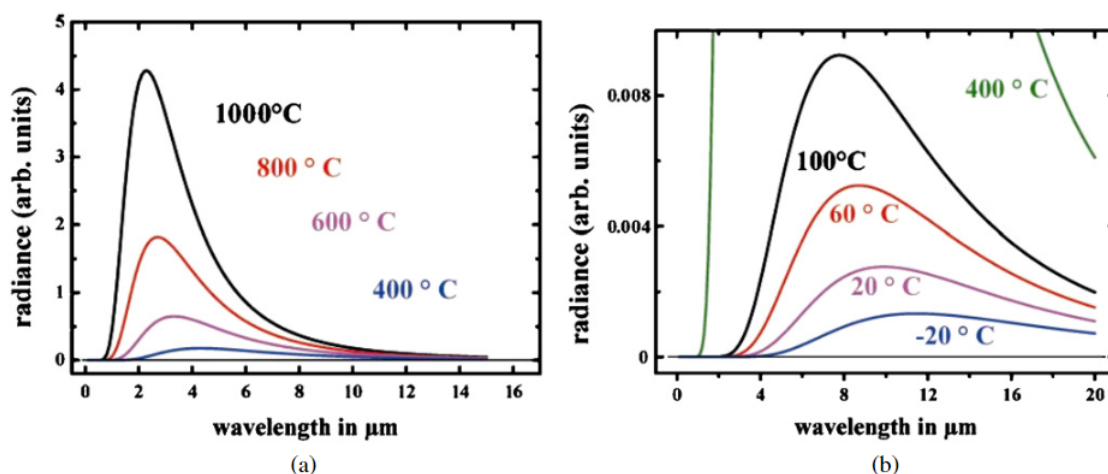 radiance (arb. units)
5
4
3
2
1
0
1000°C
800 ° C
600 ° C
400 ° C
0 2 4 6 8 10 12 14 16
wavelength in μm
(a)
radiance (arb. units)
0.008
0.004
0
400 ° C
100°C
60 ° C
20 ° C
-20 ° C
0 4 8 12 16 20
wavelength in μm
(b)